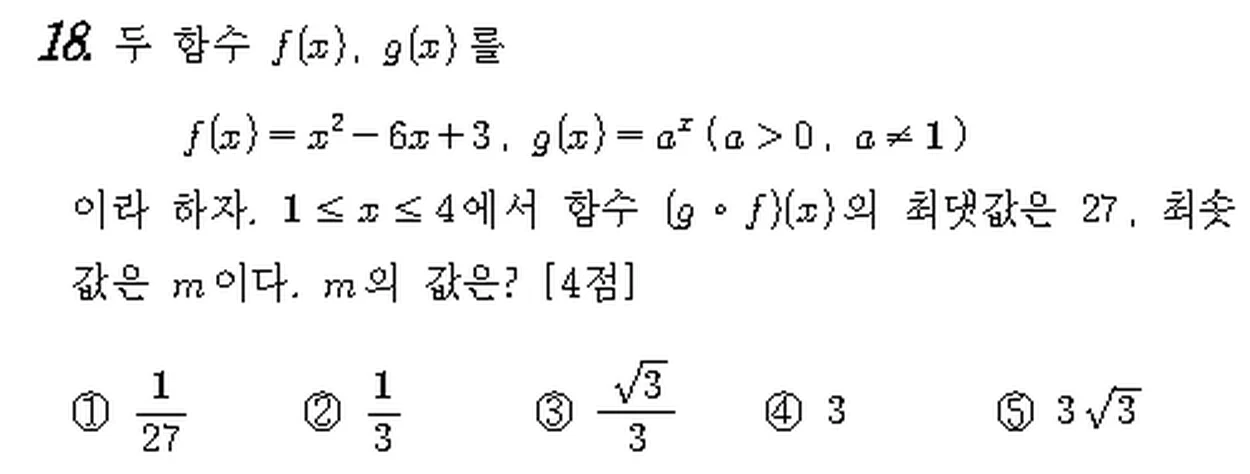 18. 두 함수 f(x), g(x)를
f(x)=x²-6x+3, g(x)=aˣ (a>0, a≠1)
이라 하자. 1≤x≤4에서 함수 (g∘f)(x)의 최댓값은 27, 최솟
값은 m이다. m의 값은? [4점]
① 1/27 ② 1/3 ③ √3/3 ④ 3 ⑤ 3√3